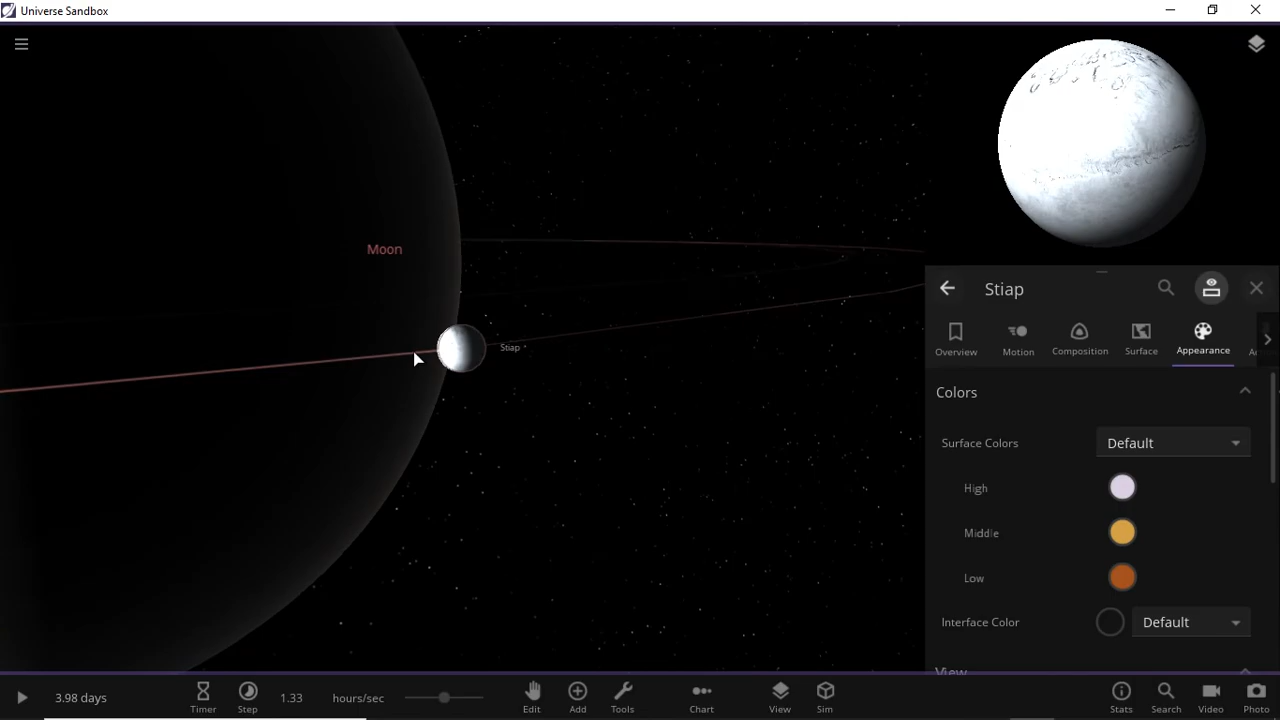 Universe Sandbox
Moon
Stiap
Stiap
Overview
Motion
Composition
Surface
Appearance
Colors
Surface Colors
Default
High
Middle
Low
Interface Color
Default
View
3.98 days
Timer
Step
1.33
hours/sec
Edit
Add
Tools
Chart
View
Sim
Stats
Search
Video
Photo